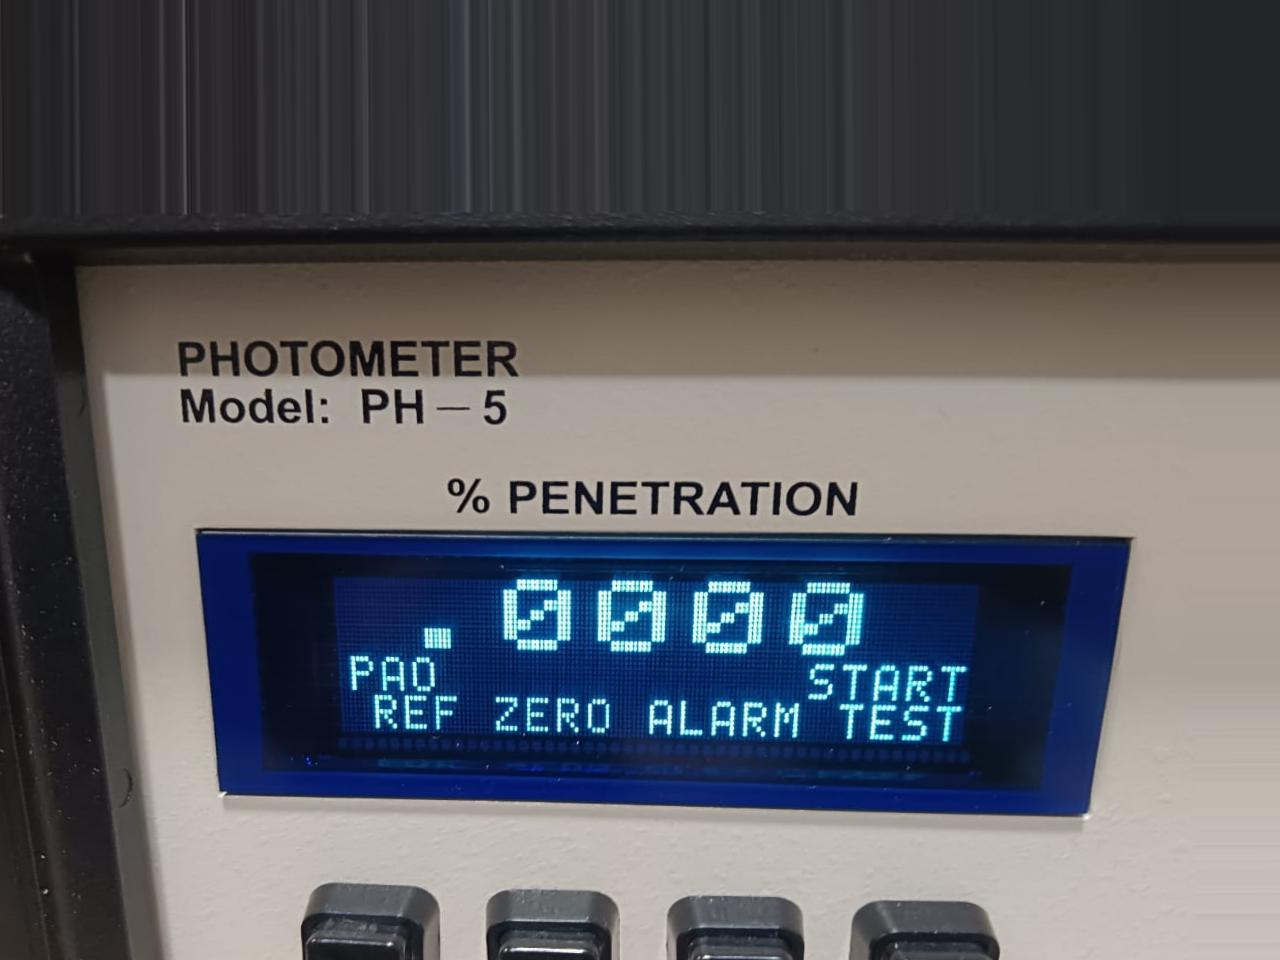 PHOTOMETER
Model: PH – 5
% PENETRATION
.0000
PAO START
REF ZERO ALARM TEST